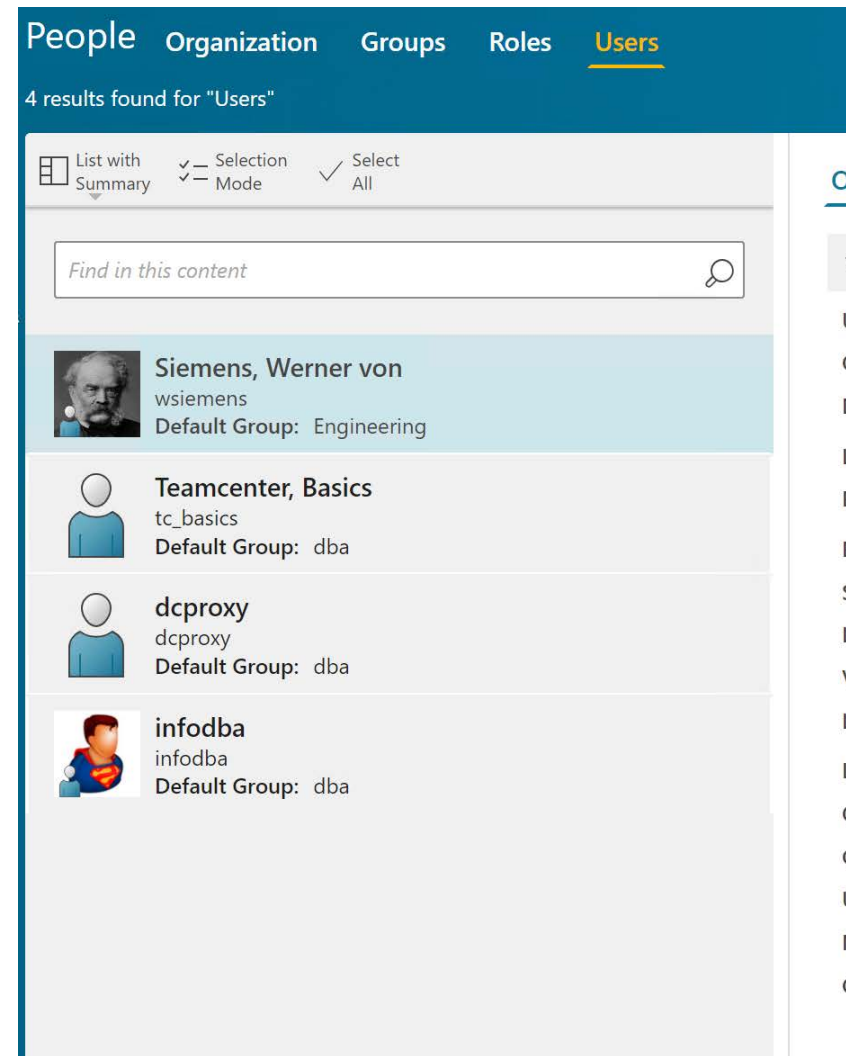 People Organization Groups Roles Users
4 results found for "Users"
List with Summary
Selection Mode
Select All
Find in this content
Siemens, Werner von
wsiemens
Default Group: Engineering
Teamcenter, Basics
tc_basics
Default Group: dba
dcproxy
dcproxy
Default Group: dba
infodba
infodba
Default Group: dba